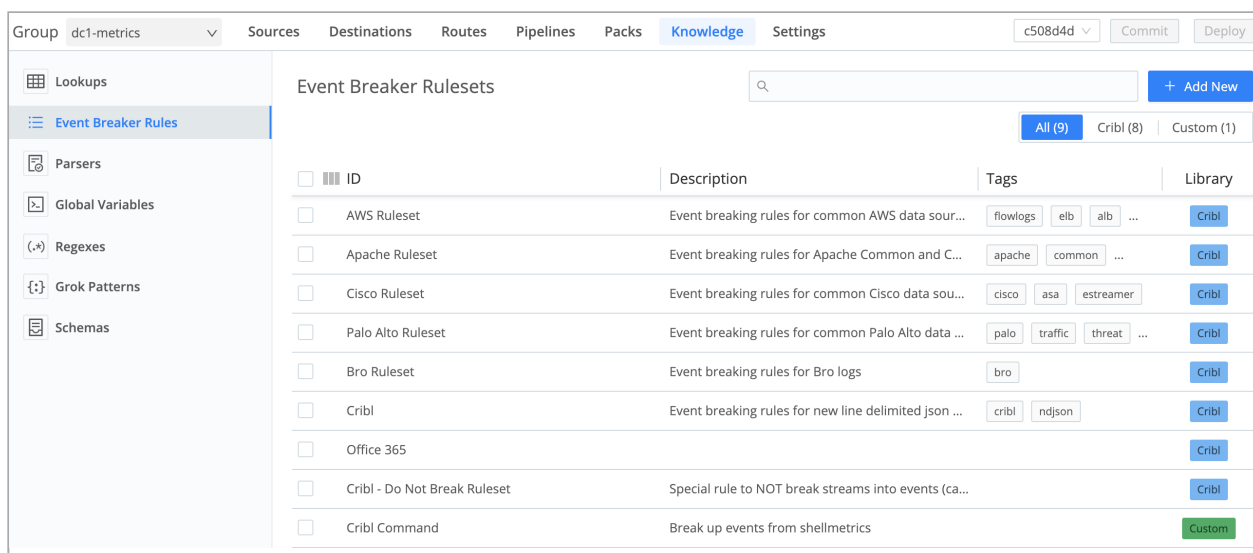 Group dc1-metrics Sources Destinations Routes Pipelines Packs Knowledge Settings c508d4d Commit Deploy
Lookups
Event Breaker Rules
Parsers
Global Variables
(.*) Regexes
{:} Grok Patterns
Schemas
Event Breaker Rulesets
+ Add New
All (9) Cribl (8) Custom (1)
ID Description Tags Library
AWS Ruleset Event breaking rules for common AWS data sour... flowlogs elb alb ... Cribl
Apache Ruleset Event breaking rules for Apache Common and C... apache common ... Cribl
Cisco Ruleset Event breaking rules for common Cisco data sou... cisco asa estreamer Cribl
Palo Alto Ruleset Event breaking rules for common Palo Alto data ... palo traffic threat ... Cribl
Bro Ruleset Event breaking rules for Bro logs bro Cribl
Cribl Event breaking rules for new line delimited json ... cribl ndjson Cribl
Office 365 Cribl
Cribl - Do Not Break Ruleset Special rule to NOT break streams into events (ca... Cribl
Cribl Command Break up events from shellmetrics Custom